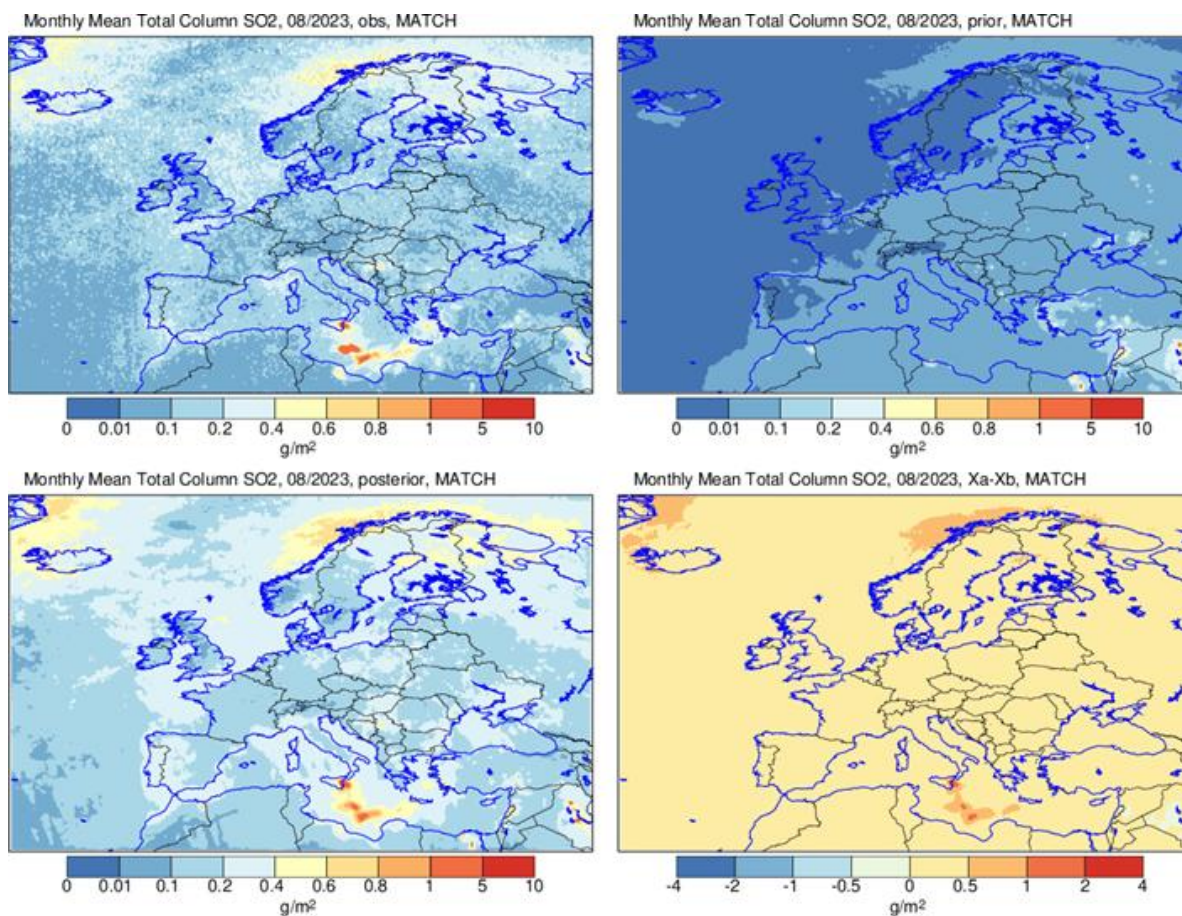 Monthly Mean Total Column SO2, 08/2023, obs, MATCH
Monthly Mean Total Column SO2, 08/2023, prior, MATCH
0 0.01 0.1 0.2 0.4 0.6 0.8 1 5 10
g/m²
0 0.01 0.1 0.2 0.4 0.6 0.8 1 5 10
g/m²
Monthly Mean Total Column SO2, 08/2023, posterior, MATCH
Monthly Mean Total Column SO2, 08/2023, Xa-Xb, MATCH
0 0.01 0.1 0.2 0.4 0.6 0.8 1 5 10
g/m²
-4 -2 -1 -0.5 0 0.5 1 2 4
g/m²